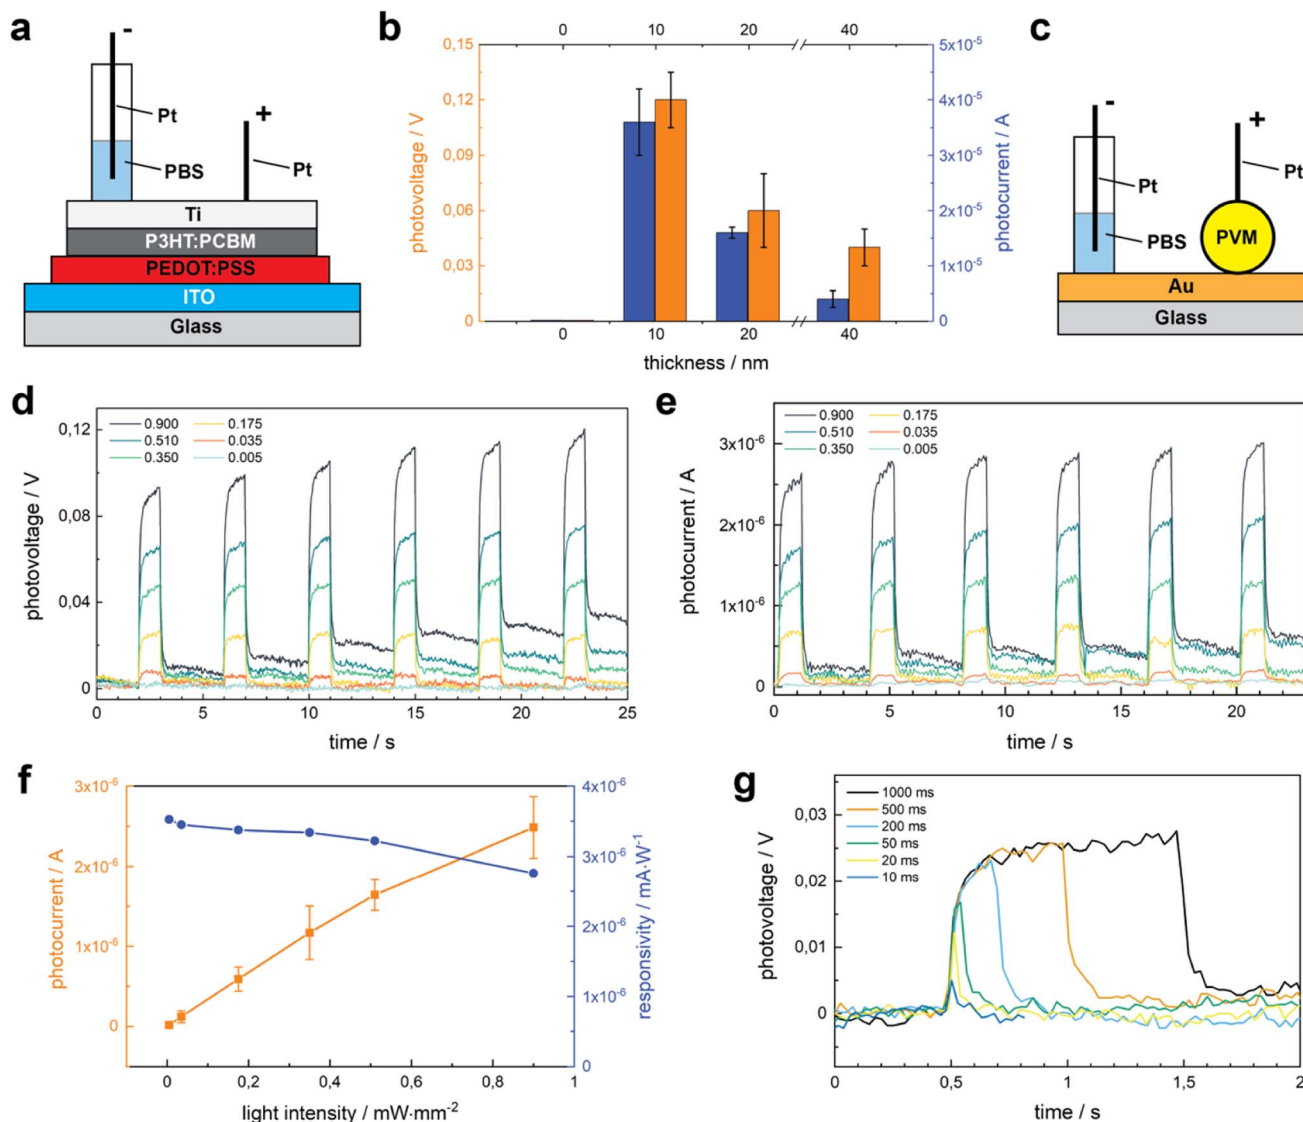 a
-
Pt
+
PBS
Pt
Ti
P3HT:PCBM
PEDOT:PSS
ITO
Glass
b
0 10 20 40
0,15
0,12
0,09
0,06
0,03
0
photovoltage / V
5x10⁻⁵
4x10⁻⁵
3x10⁻⁵
2x10⁻⁵
1x10⁻⁵
0
photocurrent / A
0 10 20 40
thickness / nm
c
-
+
Pt
Pt
PBS
PVM
Au
Glass
d
0.900 0.175
0.510 0.035
0.350 0.005
0,12
0,08
0,04
0
photovoltage / V
0 5 10 15 20 25
time / s
e
0.900 0.175
0.510 0.035
0.350 0.005
3x10⁻⁶
2x10⁻⁶
1x10⁻⁶
0
photocurrent / A
0 5 10 15 20
time / s
f
3x10⁻⁶
2x10⁻⁶
1x10⁻⁶
0
photocurrent / A
4x10⁻⁶
3x10⁻⁶
4x10⁻⁶
1x10⁻⁶
0
responsivity / mA·W⁻¹
0 0,2 0,4 0,6 0,8 1
light intensity / mW·mm⁻²
g
1000 ms
500 ms
200 ms
50 ms
20 ms
10 ms
0,03
0,02
0,01
0
photovoltage / V
0 0,5 1 1,5 2
time / s